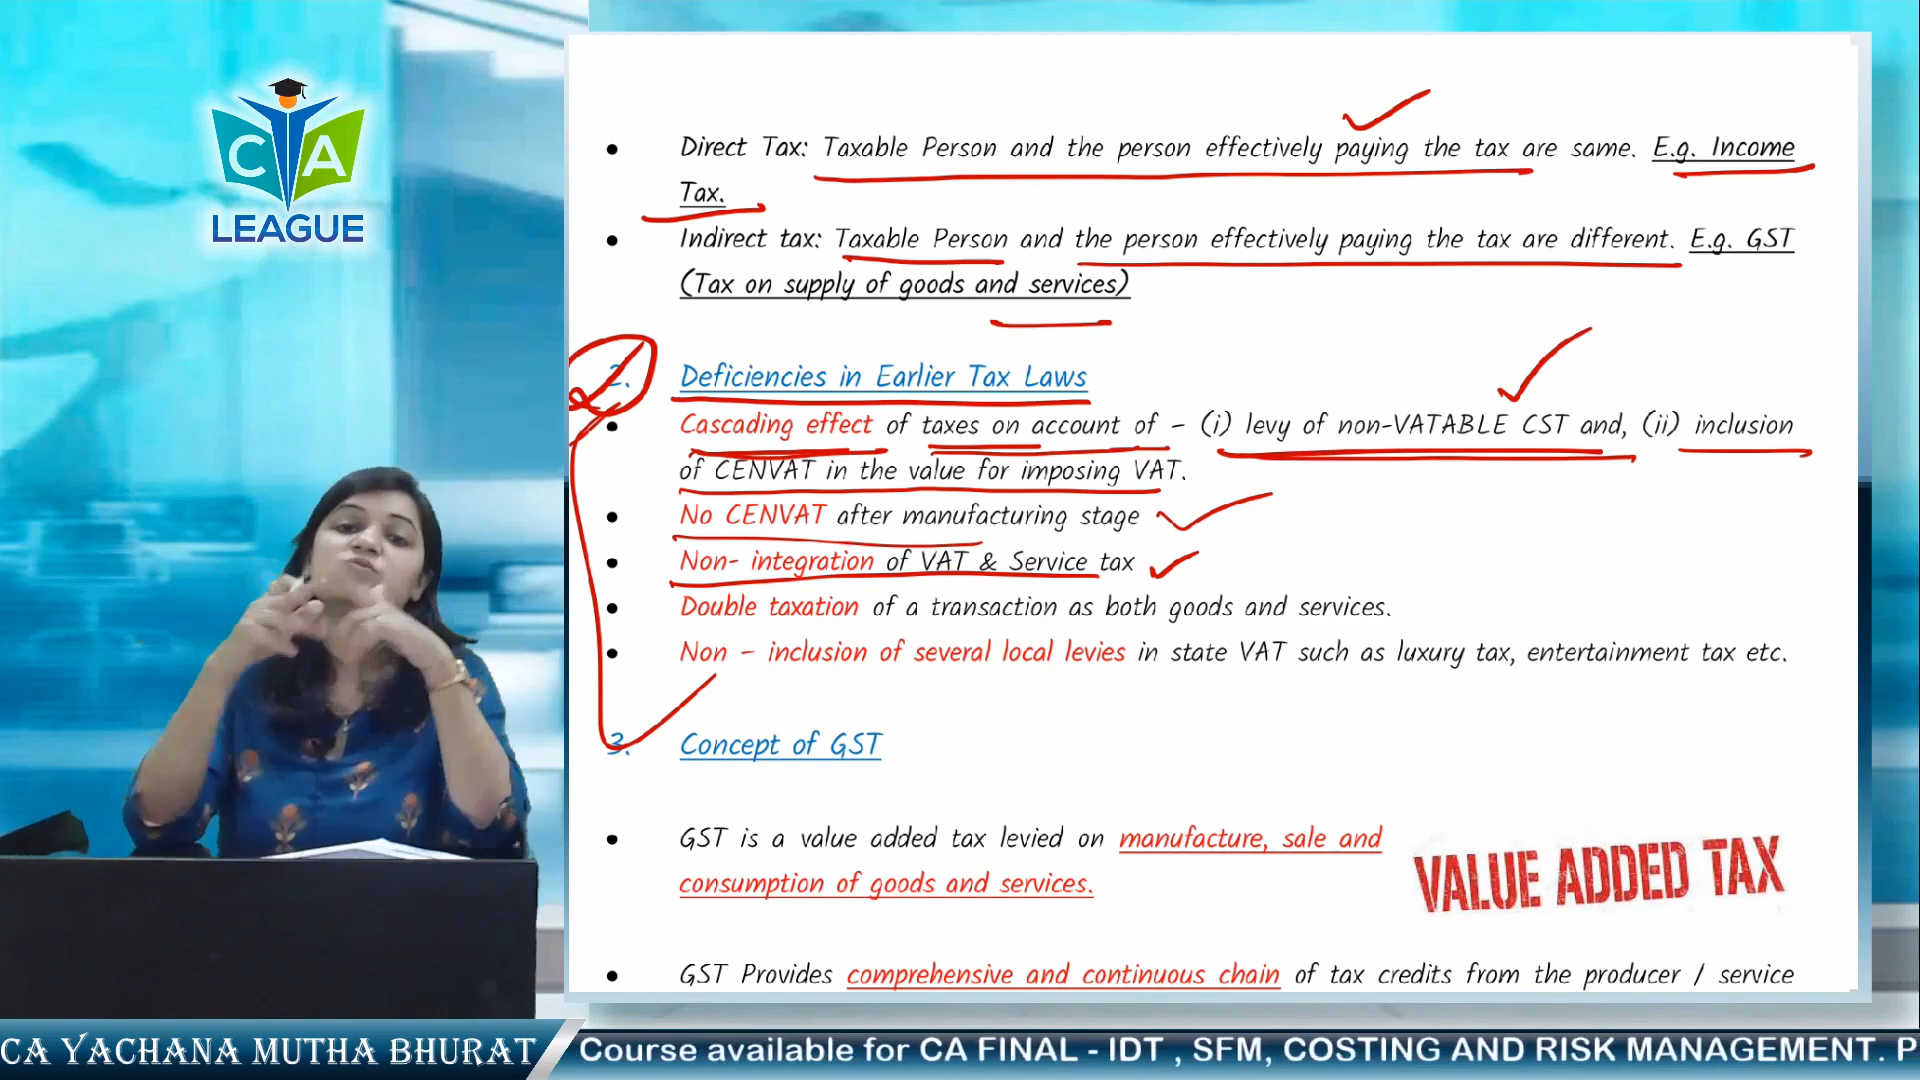 CA
LEAGUE
• Direct Tax: Taxable Person and the person effectively paying the tax are same. E.g. Income
Tax.
• Indirect tax: Taxable Person and the person effectively paying the tax are different. E.g. GST
(Tax on supply of goods and services)
2. Deficiencies in Earlier Tax Laws
• Cascading effect of taxes on account of – (i) levy of non-VATABLE CST and, (ii) inclusion
of CENVAT in the value for imposing VAT.
• No CENVAT after manufacturing stage
• Non- integration of VAT & Service tax
• Double taxation of a transaction as both goods and services.
• Non – inclusion of several local levies in state VAT such as luxury tax, entertainment tax etc.
3. Concept of GST
• GST is a value added tax levied on manufacture, sale and
consumption of goods and services.
VALUE ADDED TAX
• GST Provides comprehensive and continuous chain of tax credits from the producer / service
CA YACHANA MUTHA BHURAT
Course available for CA FINAL - IDT , SFM, COSTING AND RISK MANAGEMENT. P